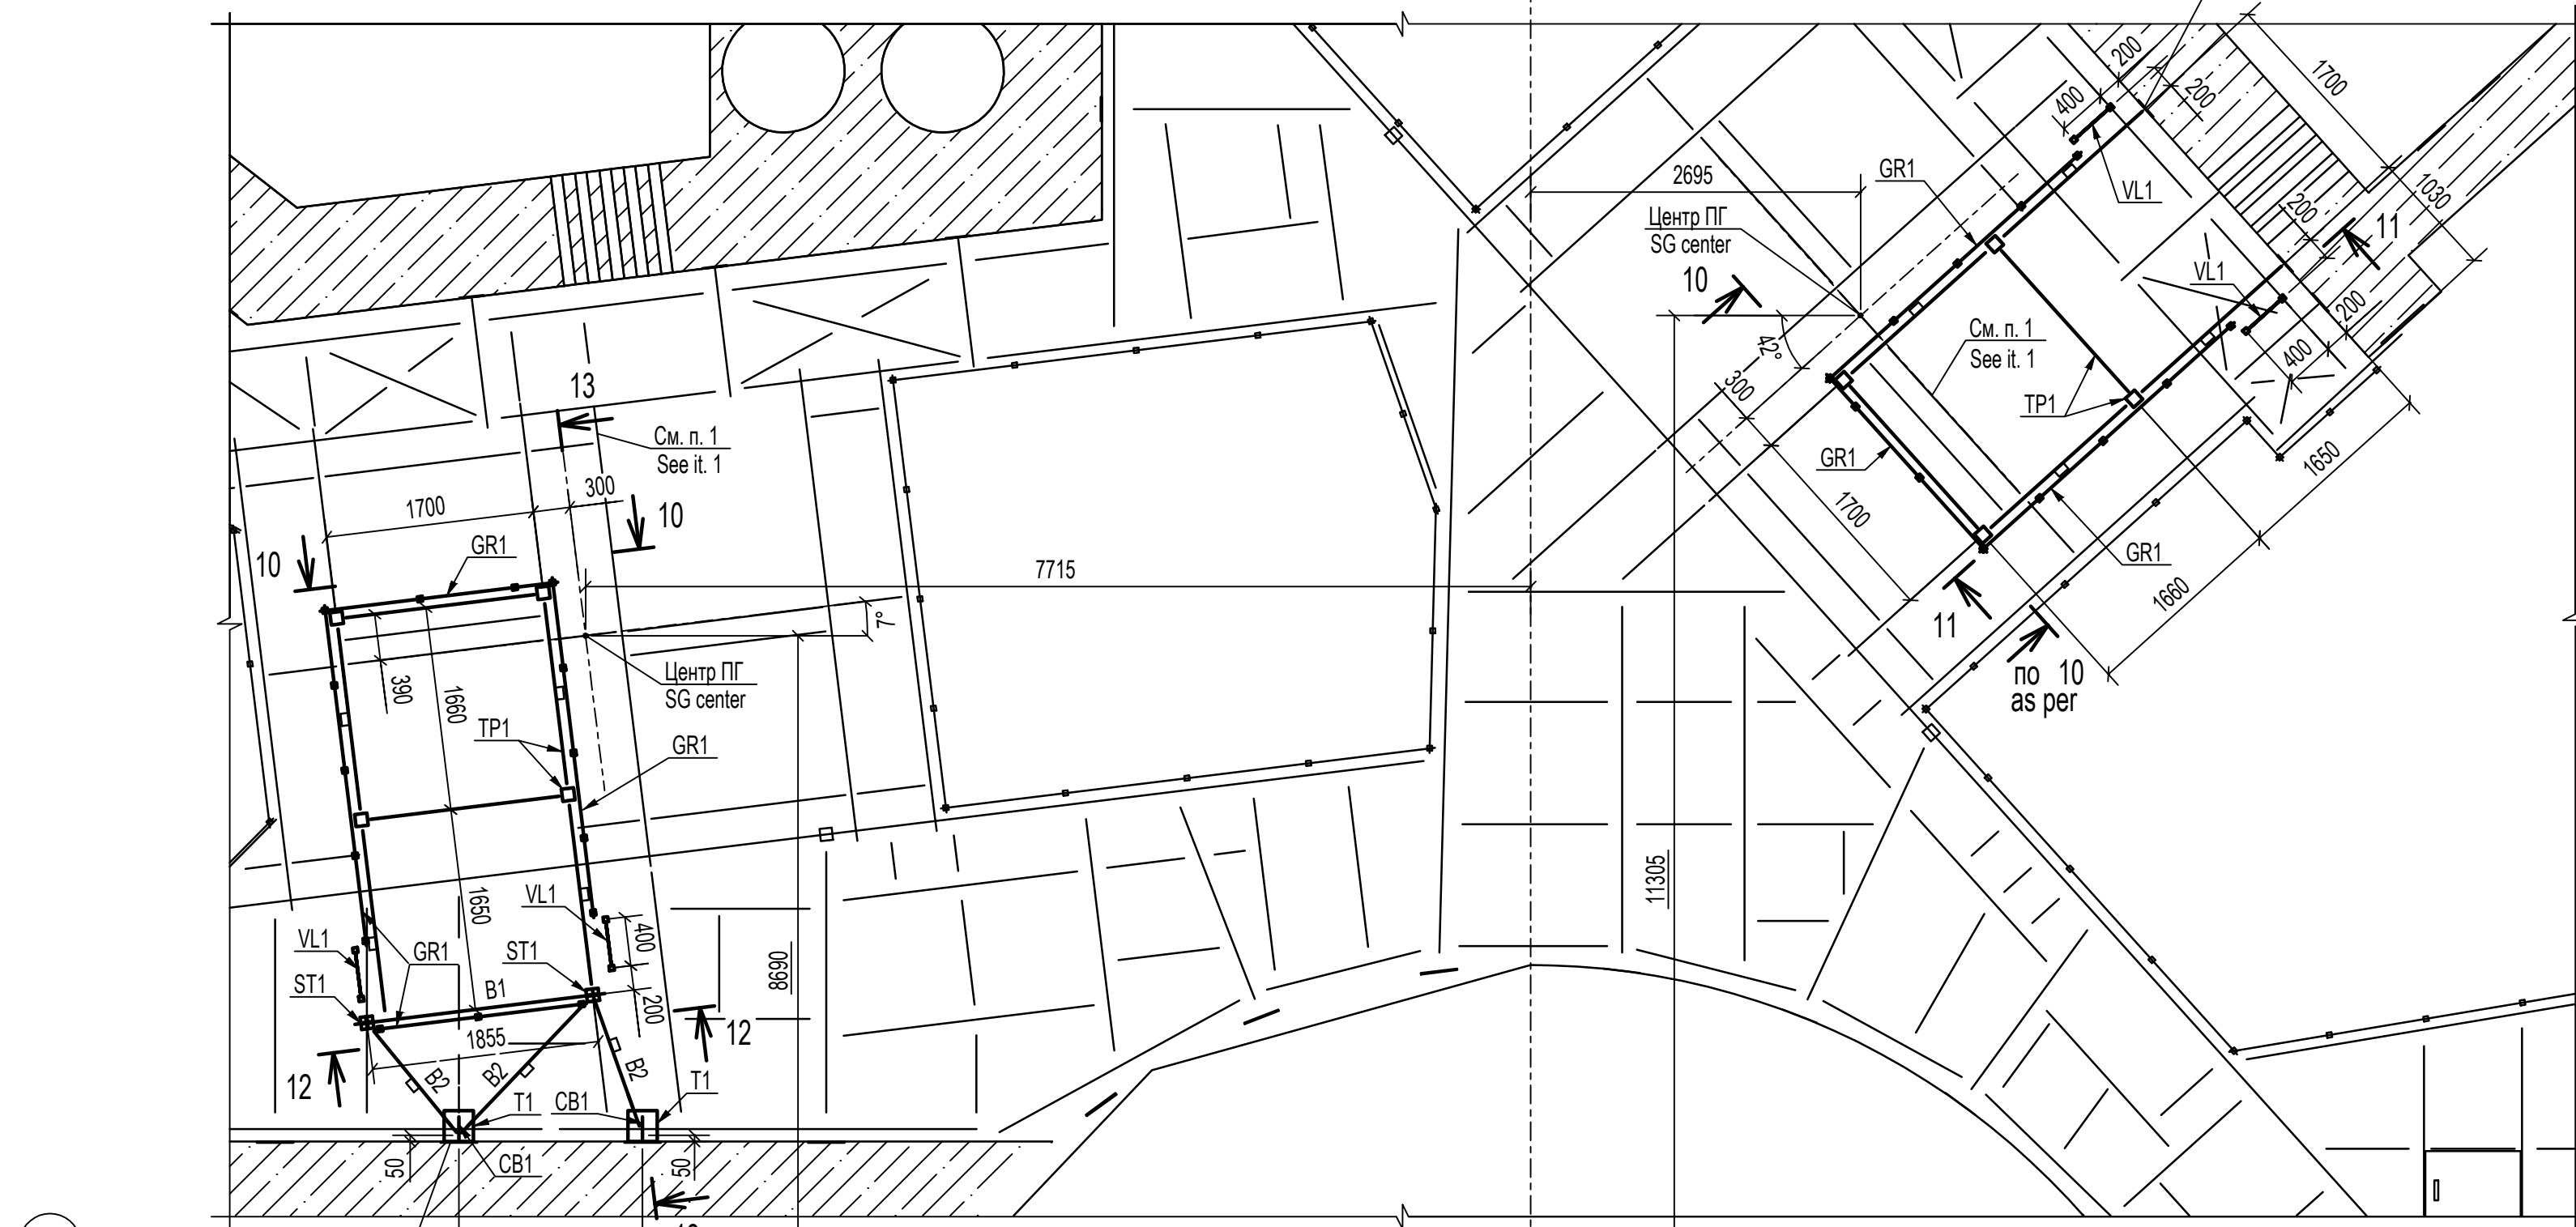 200
1700
400
200
2695
GR1
VL1
1030
Центр ПГ
SG center
200
11
10
VL1
42°
См. п. 1
See it. 1
200
400
13
300
TP1
См. п. 1
See it. 1
GR1
1650
1700
300
10
1700
10
GR1
7715
GR1
1660
7°
11
390
1660
Центр ПГ
SG center
по 10
as per
TP1
GR1
11305
1650
VL1
400
VL1
GR1
ST1
8690
ST1
B1
200
1855
12
12
B2
B2
B2
T1
T1
CB1
50
CB1
50